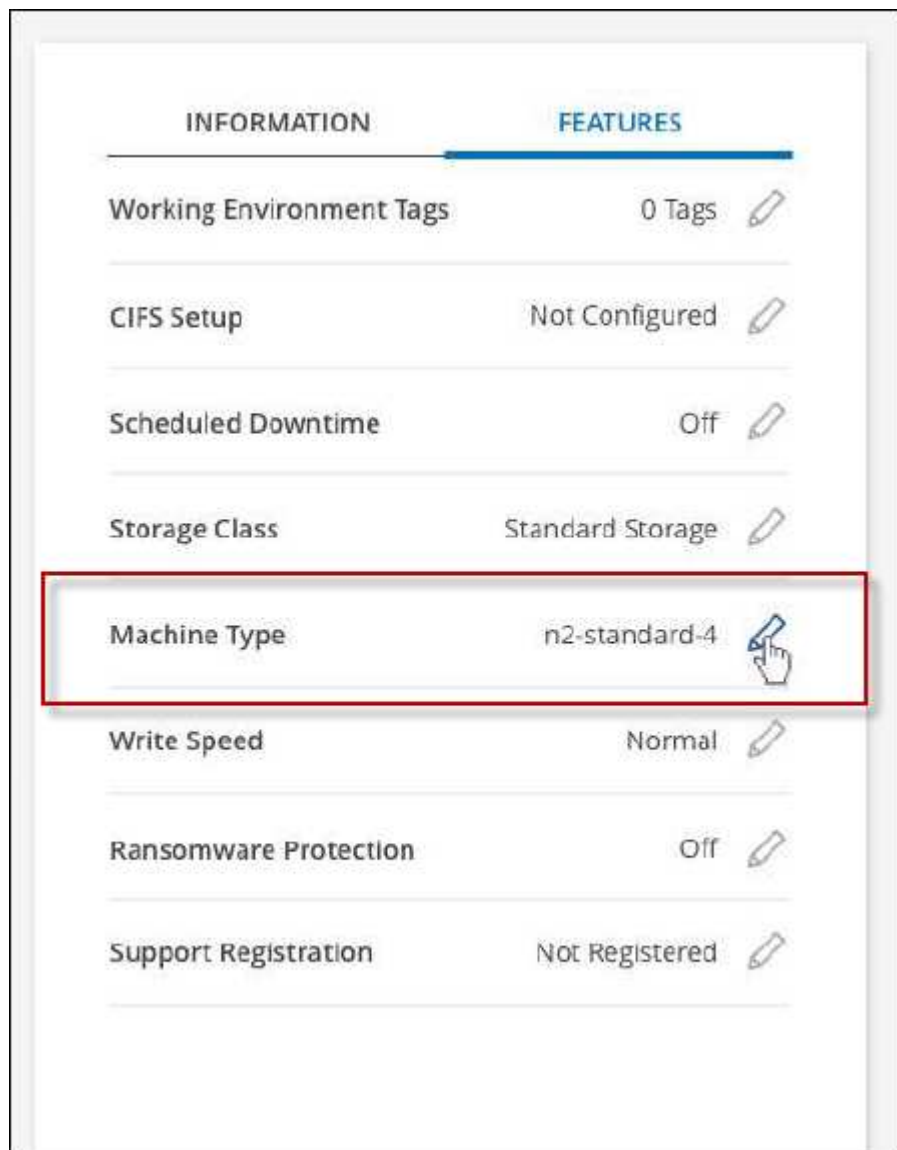 INFORMATION FEATURES
Working Environment Tags 0 Tags
CIFS Setup Not Configured
Scheduled Downtime Off
Storage Class Standard Storage
Machine Type n2-standard-4
Write Speed Normal
Ransomware Protection Off
Support Registration Not Registered